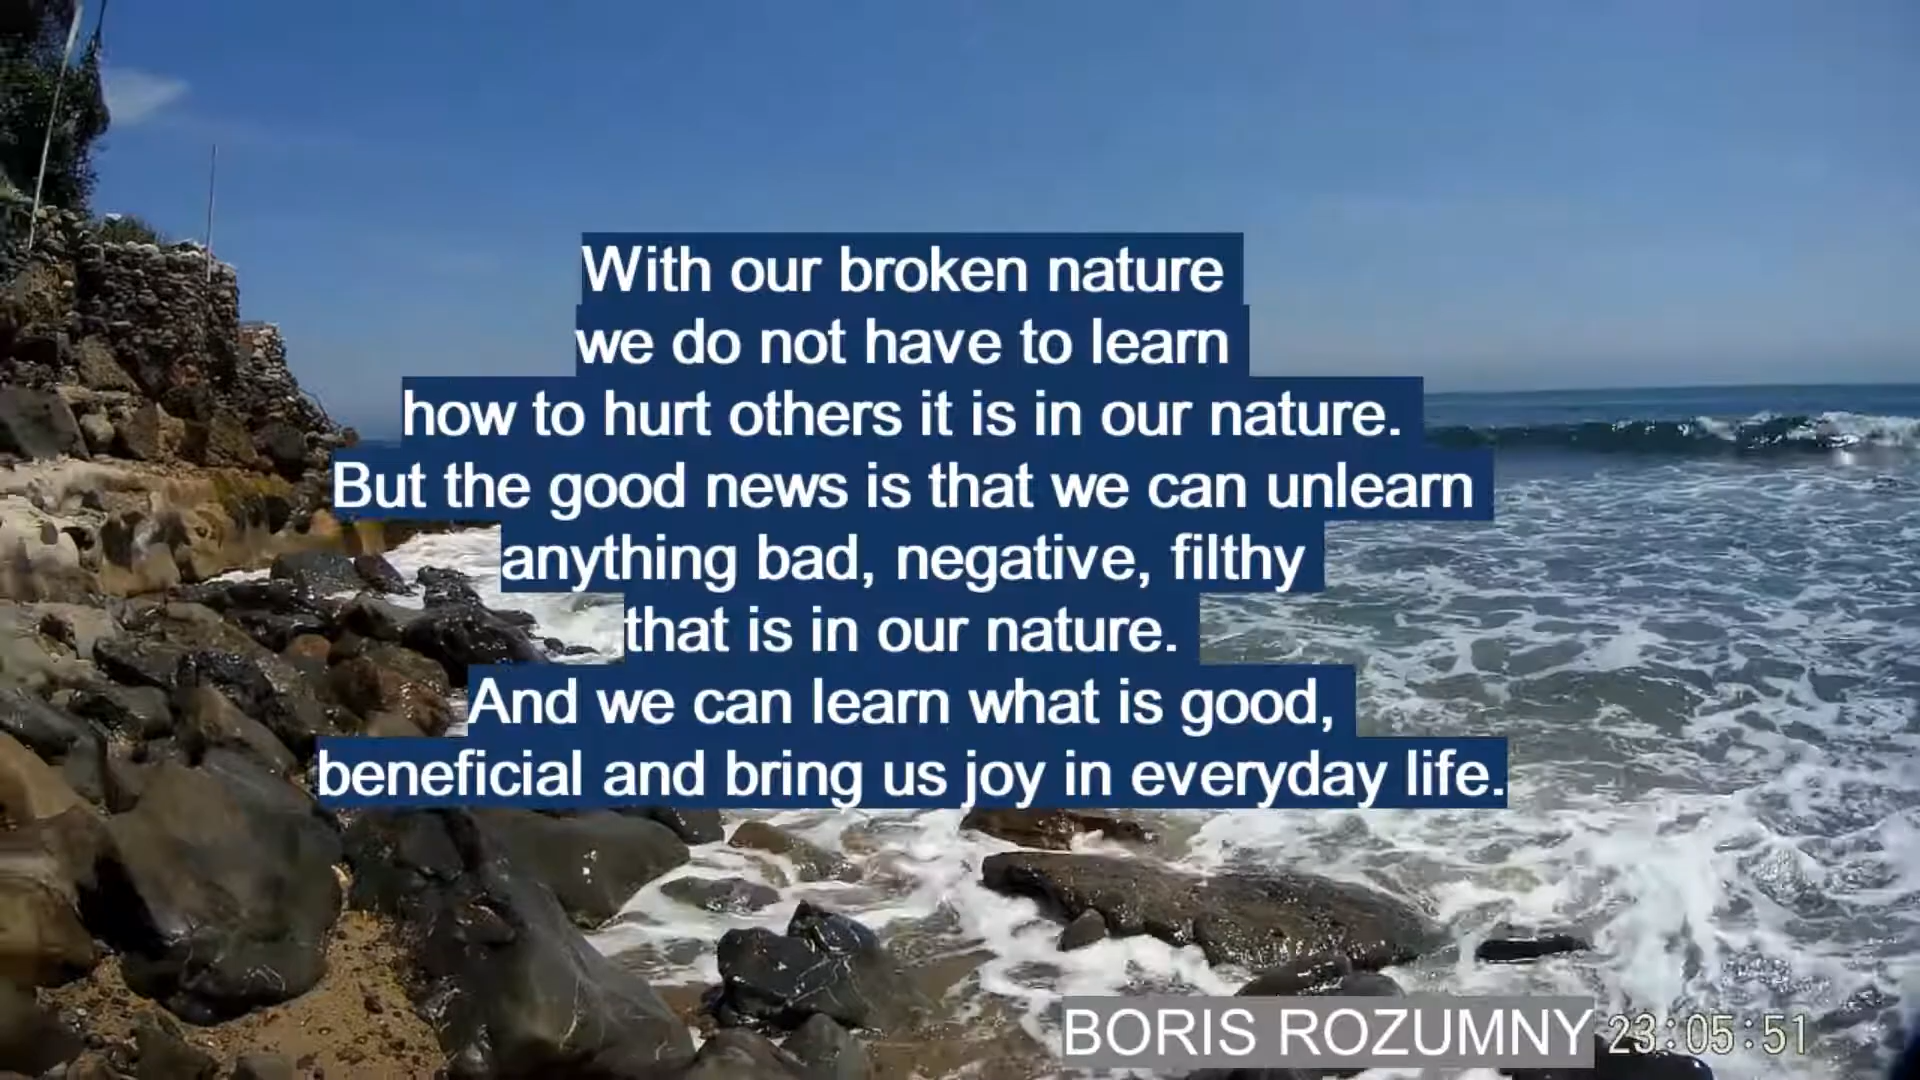 With our broken nature
we do not have to learn
how to hurt others it is in our nature.
But the good news is that we can unlearn
anything bad, negative, filthy
that is in our nature.
And we can learn what is good,
beneficial and bring us joy in everyday life.
BORIS ROZUMNY 23:05:51